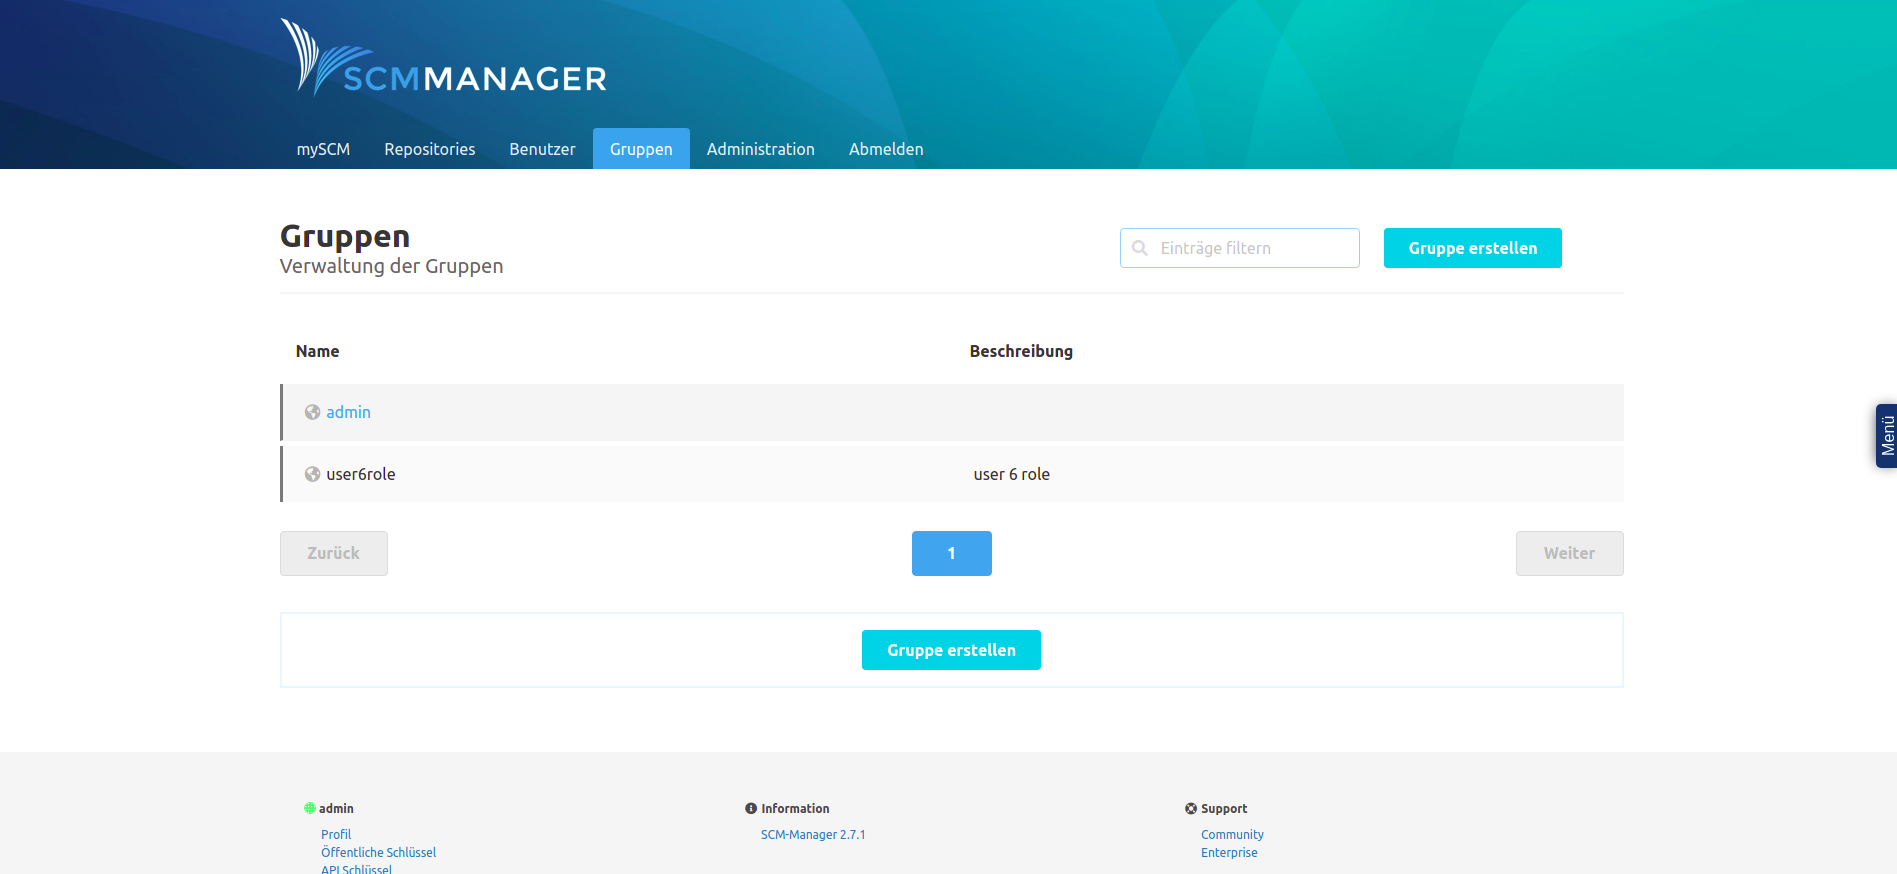 SCMMANAGER
mySCM Repositories Benutzer Gruppen Administration Abmelden
Gruppen
Verwaltung der Gruppen
Einträge filtern
Gruppe erstellen
Name Beschreibung
admin
user6role user 6 role
Menü
Zurück 1 Weiter
Gruppe erstellen
admin
Profil
Öffentliche Schlüssel
API Schlüssel
Information
SCM-Manager 2.7.1
Support
Community
Enterprise